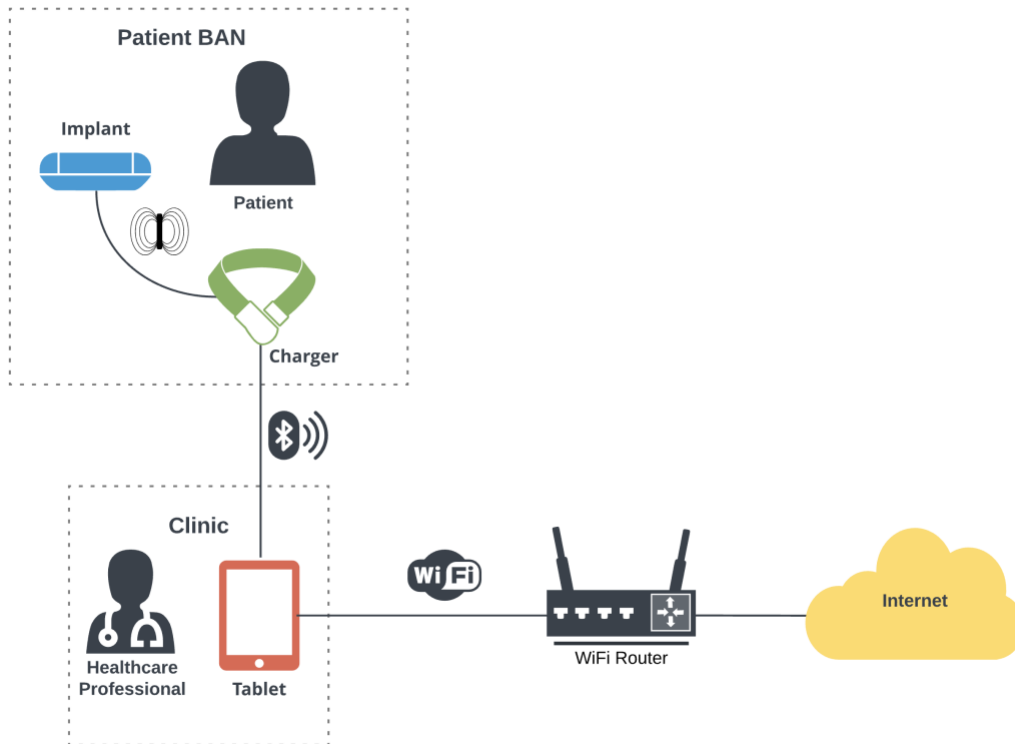 Patient BAN
Implant
Patient
Charger
Clinic
Healthcare
Professional
Tablet
WiFi
WiFi Router
Internet